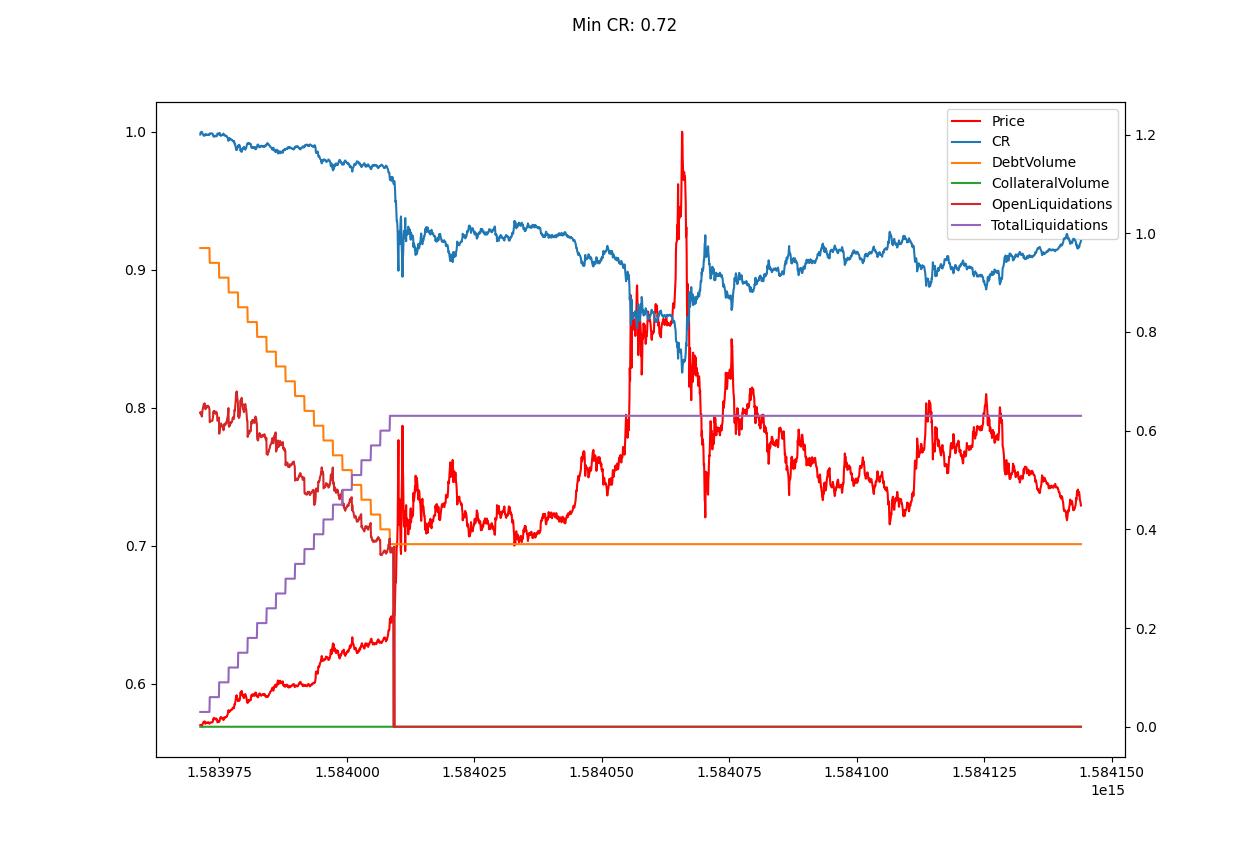 Min CR: 0.72
1.0
0.9
0.8
0.7
0.6
1.2
1.0
0.8
0.6
0.4
0.2
0.0
Price
CR
DebtVolume
CollateralVolume
OpenLiquidations
TotalLiquidations
1.583975 1.584000 1.584025 1.584050 1.584075 1.584100 1.584125 1.584150
1e15